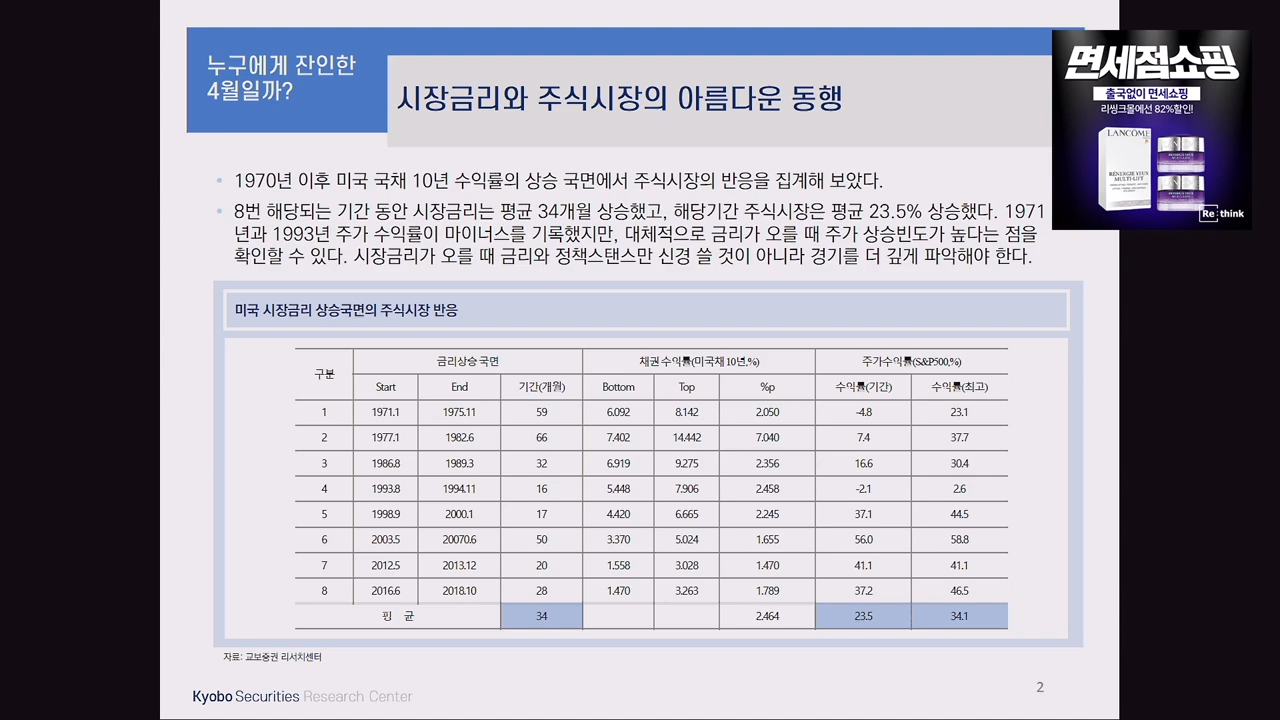 누구에게 잔인한
4월일까?
시장금리와 주식시장의 아름다운 동행
• 1970년 이후 미국 국채 10년 수익률의 상승 국면에서 주식시장의 반응을 집계해 보았다.
• 8번 해당되는 기간 동안 시장금리는 평균 34개월 상승했고, 해당기간 주식시장은 평균 23.5% 상승했다. 1971
년과 1993년 주가 수익률이 마이너스를 기록했지만, 대체적으로 금리가 오를 때 주가 상승빈도가 높다는 점을
확인할 수 있다. 시장금리가 오를 때 금리와 정책스탠스만 신경 쓸 것이 아니라 경기를 더 깊게 파악해야 한다.
미국 시장금리 상승국면의 주식시장 반응
구분 금리상승 국면 채권 수익률(미국채 10년,%) 주가수익률(S&P500,%)
Start End 기간(개월) Bottom Top %p 수익률(기간) 수익률(최고)
1 1971.1 1975.11 59 6.092 8.142 2.050 -4.8 23.1
2 1977.1 1982.6 66 7.402 14.442 7.040 7.4 37.7
3 1986.8 1989.3 32 6.919 9.275 2.356 16.6 30.4
4 1993.8 1994.11 16 5.448 7.906 2.458 -2.1 2.6
5 1998.9 2000.1 17 4.420 6.665 2.245 37.1 44.5
6 2003.5 20070.6 50 3.370 5.024 1.655 56.0 58.8
7 2012.5 2013.12 20 1.558 3.028 1.470 41.1 41.1
8 2016.6 2018.10 28 1.470 3.263 1.789 37.2 46.5
평 균 34 2.464 23.5 34.1
자료: 교보증권 리서치센터
Kyobo Securities Research Center
2
면세점쇼핑
출국없이 면세쇼핑
리씽크몰에선 82%할인!
LANCÔME
RÉNERGIE YEUX
MULTI-LIFT
Re:think